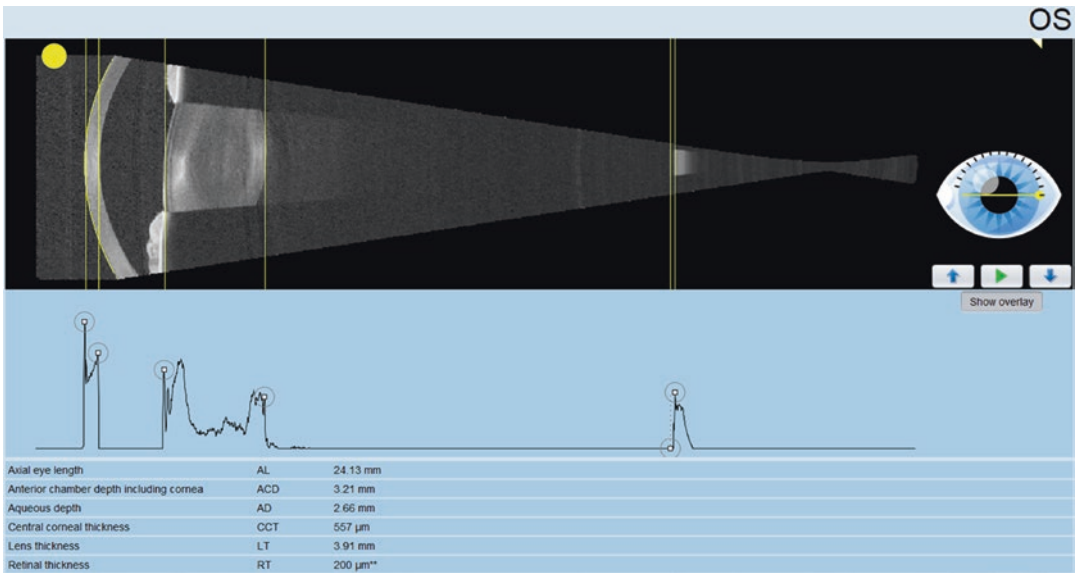 OS
Show overlay
Axial eye length AL 24.13 mm
Anterior chamber depth including cornea ACD 3.21 mm
Aqueous depth AD 2.66 mm
Central corneal thickness CCT 557 µm
Lens thickness LT 3.91 mm
Retinal thickness RT 200 µm**